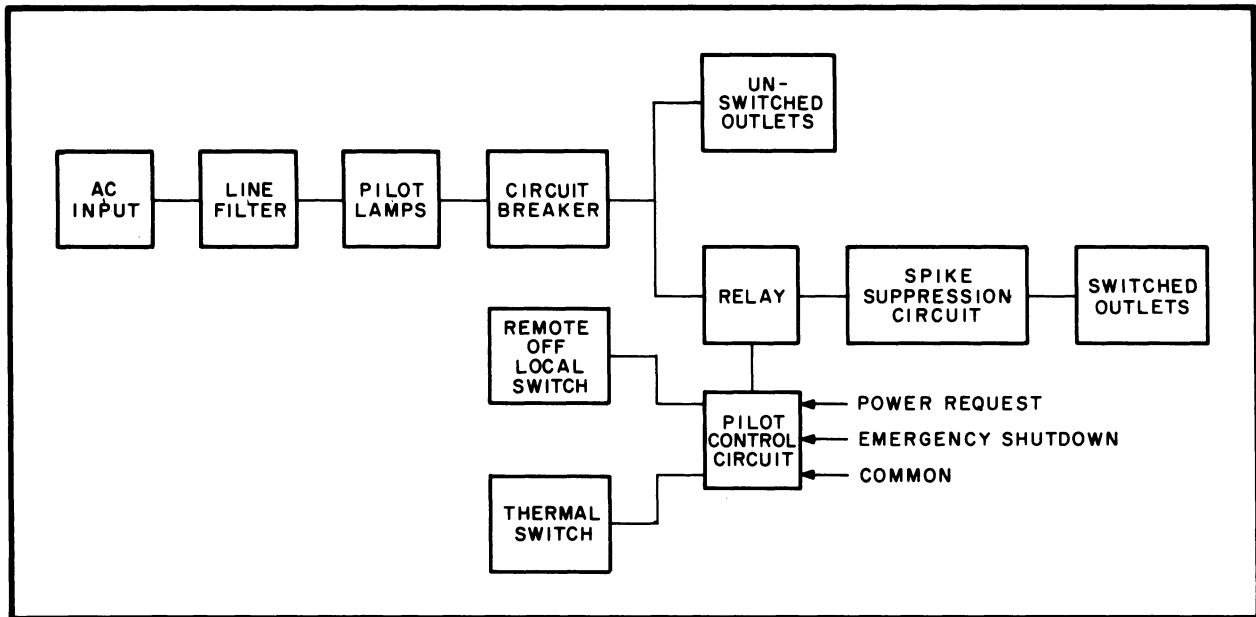 UN-
SWITCHED
OUTLETS
AC
INPUT
LINE
FILTER
PILOT
LAMPS
CIRCUIT
BREAKER
RELAY
SPIKE
SUPPRESSION
CIRCUIT
SWITCHED
OUTLETS
REMOTE
OFF
LOCAL
SWITCH
PILOT
CONTROL
CIRCUIT
POWER REQUEST
EMERGENCY SHUTDOWN
COMMON
THERMAL
SWITCH